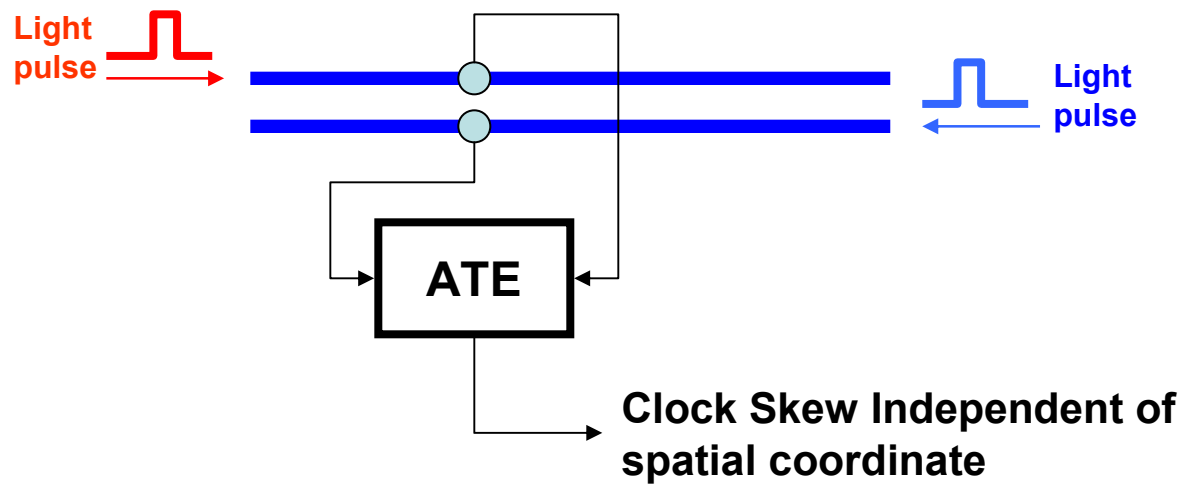 Light
pulse
Light
pulse
ATE
Clock Skew Independent of
spatial coordinate